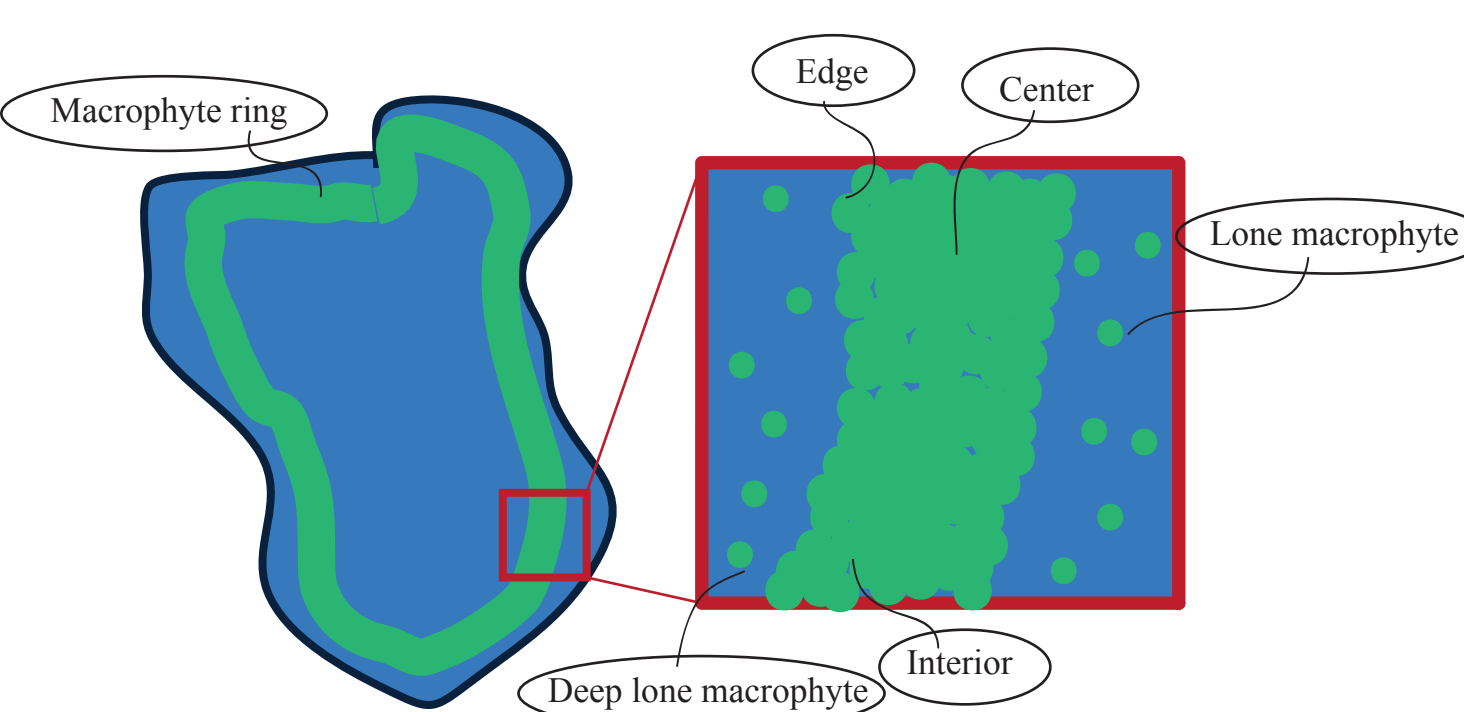 Edge
Center
Macrophyte ring
Lone macrophyte
Interior
Deep lone macrophyte